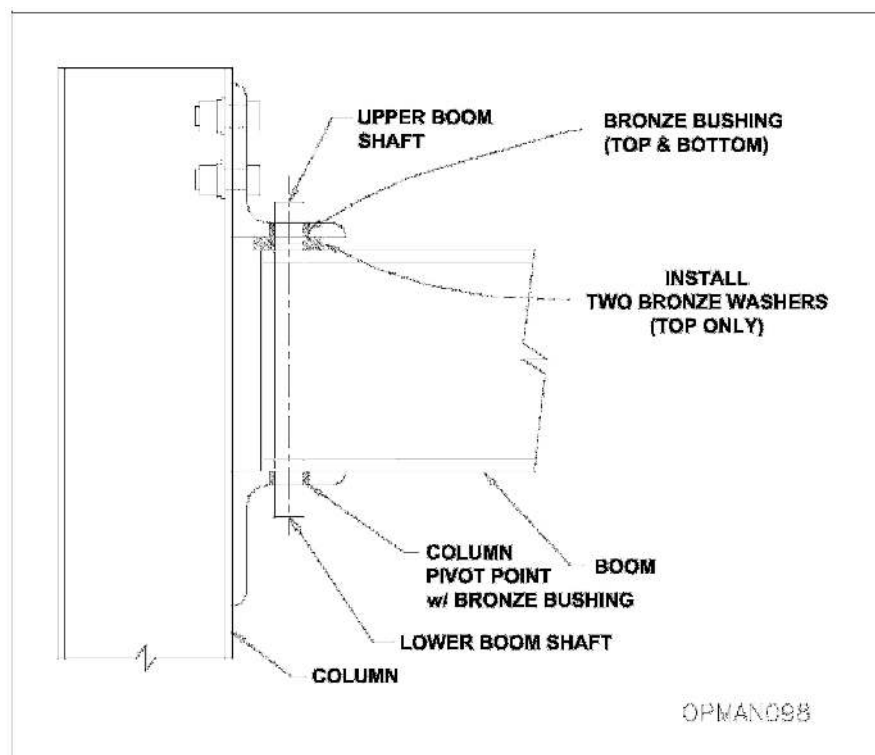 UPPER BOOM
SHAFT
BRONZE BUSHING
(TOP & BOTTOM)
INSTALL
TWO BRONZE WASHERS
(TOP ONLY)
COLUMN
PIVOT POINT
w/ BRONZE BUSHING
BOOM
LOWER BOOM SHAFT
COLUMN
OPMAN098